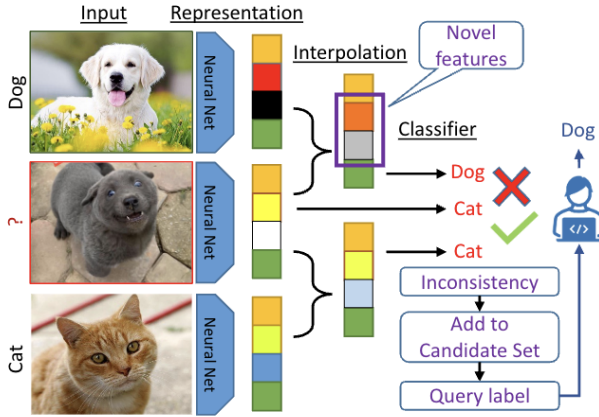 Input
Representation
Interpolation
Novel
features
Classifier
Dog
Neural Net
?
Neural Net
Cat
Neural Net
Dog
Cat
Cat
Dog
</>
Inconsistency
Add to
Candidate Set
Query label